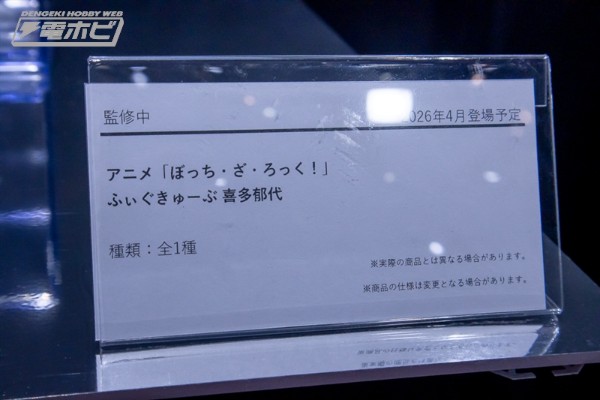 DENGEKI HOBBY WEB
電ホビ
監修中
026年4月登場予定
アニメ「ぼっち・ざ・ろっく！」
ふぃぐきゅーぶ 喜多郁代
種類：全1種
※実際の商品とは異なる場合があります。
※商品の仕様は変更となる場合があります。